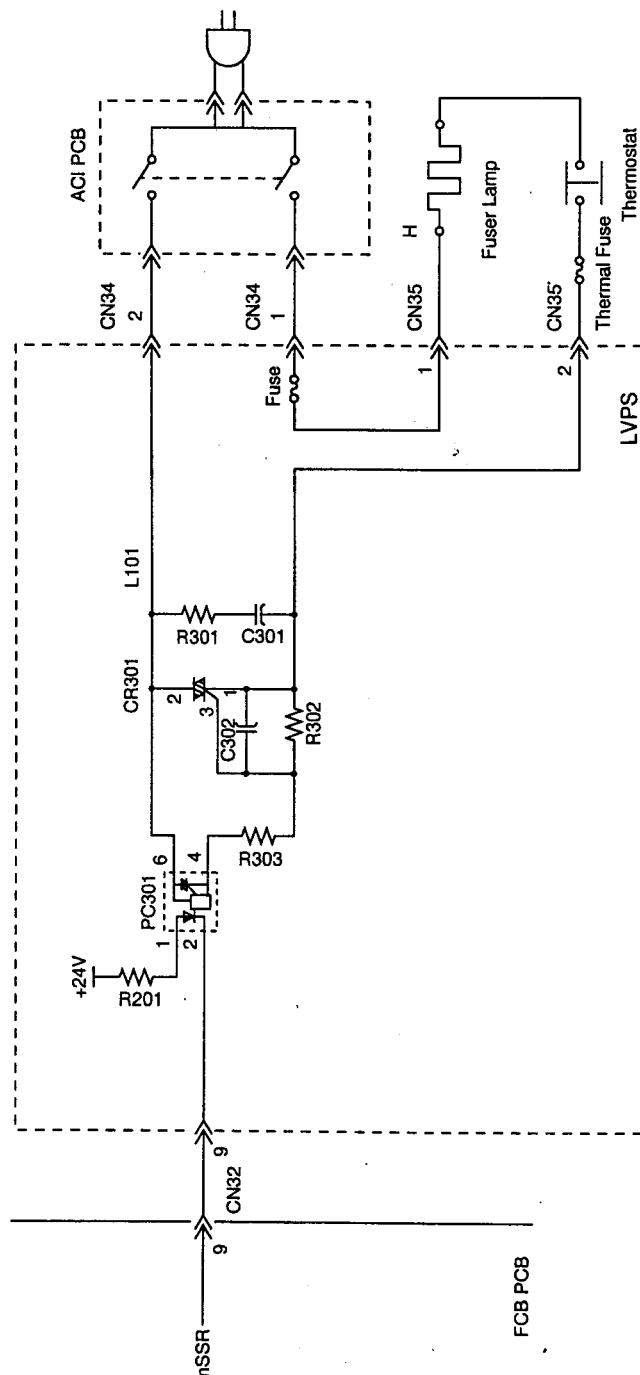 ACI PCB
CN34
2
CN34
1
CN35
1
H
Fuser Lamp
CN35
2
Thermal Fuse
Thermostat
Fuse
LVPS
L101
R301
C301
CR301
2
3
1
C302
R302
PC301
6
4
R303
1
2
+24V
R201
9
CN32
9
nSSR
FCB PCB